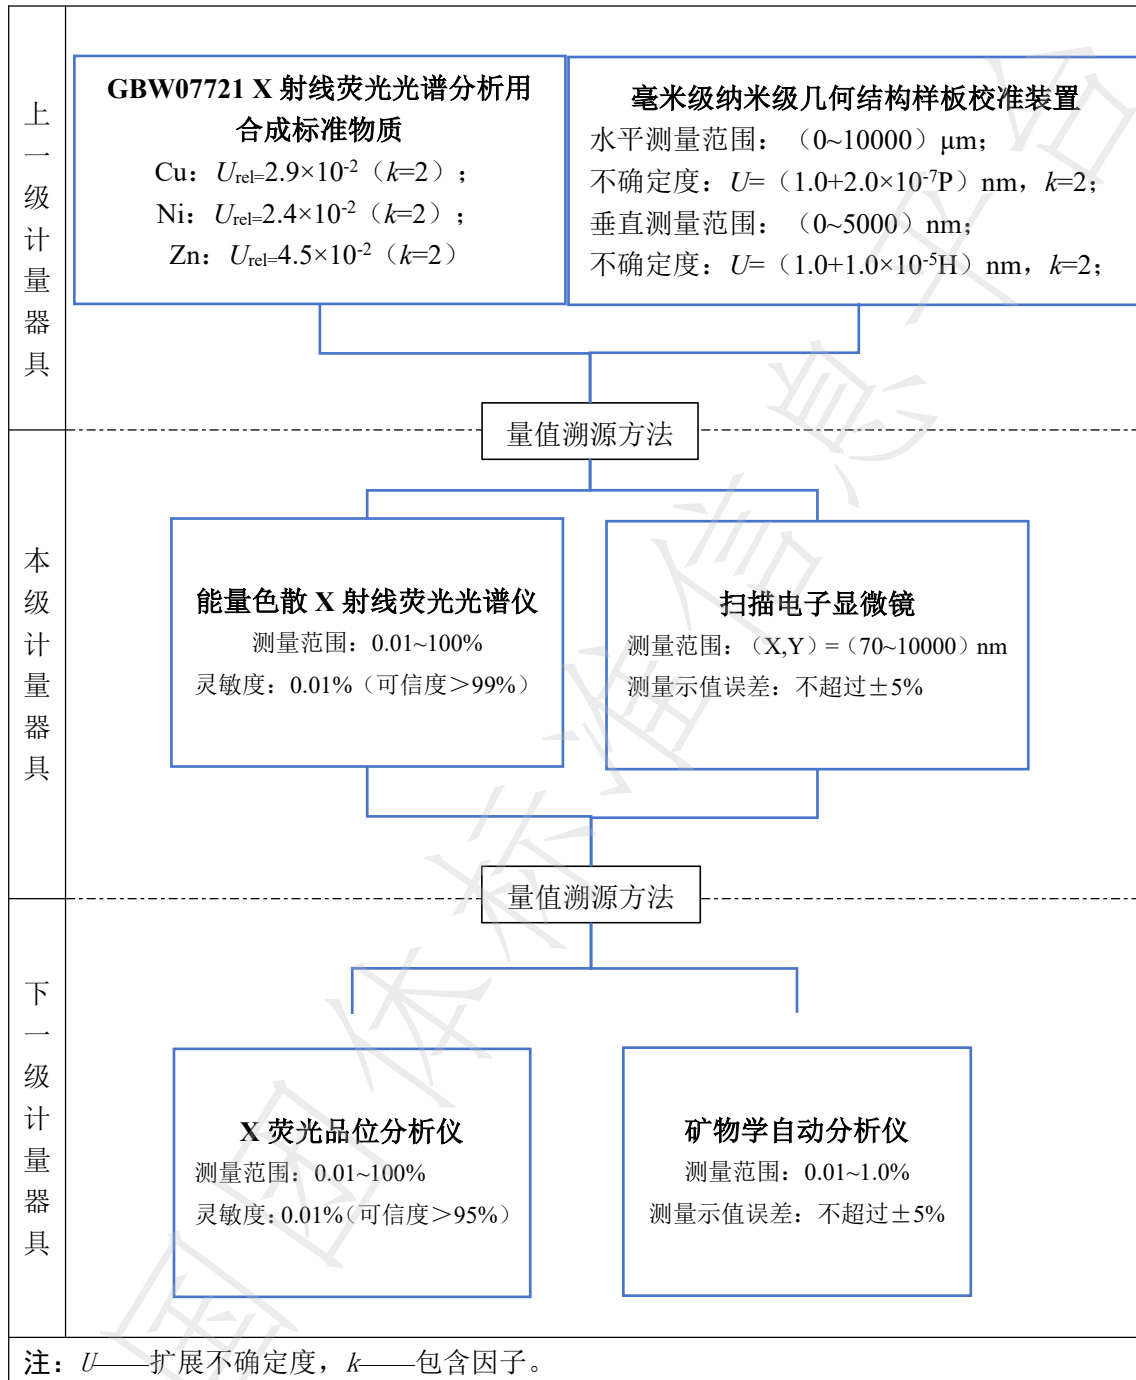 上一级计量器具
GBW07721 X 射线荧光光谱分析用
合成标准物质
Cu：Urel=2.9×10-2（k=2）；
Ni：Urel=2.4×10-2（k=2）；
Zn：Urel=4.5×10-2（k=2）
毫米级纳米级几何结构样板校准装置
水平测量范围：（0~10000）μm；
不确定度：U=（1.0+2.0×10-7P）nm，k=2；
垂直测量范围：（0~5000）nm；
不确定度：U=（1.0+1.0×10-5H）nm，k=2；
量值溯源方法
本级计量器具
能量色散 X 射线荧光光谱仪
测量范围：0.01~100%
灵敏度：0.01%（可信度＞99%）
扫描电子显微镜
测量范围：（X,Y）=（70~10000）nm
测量示值误差：不超过±5%
量值溯源方法
下一级计量器具
X 荧光品位分析仪
测量范围：0.01~100%
灵敏度：0.01%（可信度＞95%）
矿物学自动分析仪
测量范围：0.01~1.0%
测量示值误差：不超过±5%
注：U——扩展不确定度，k——包含因子。
国团体标准信息平台